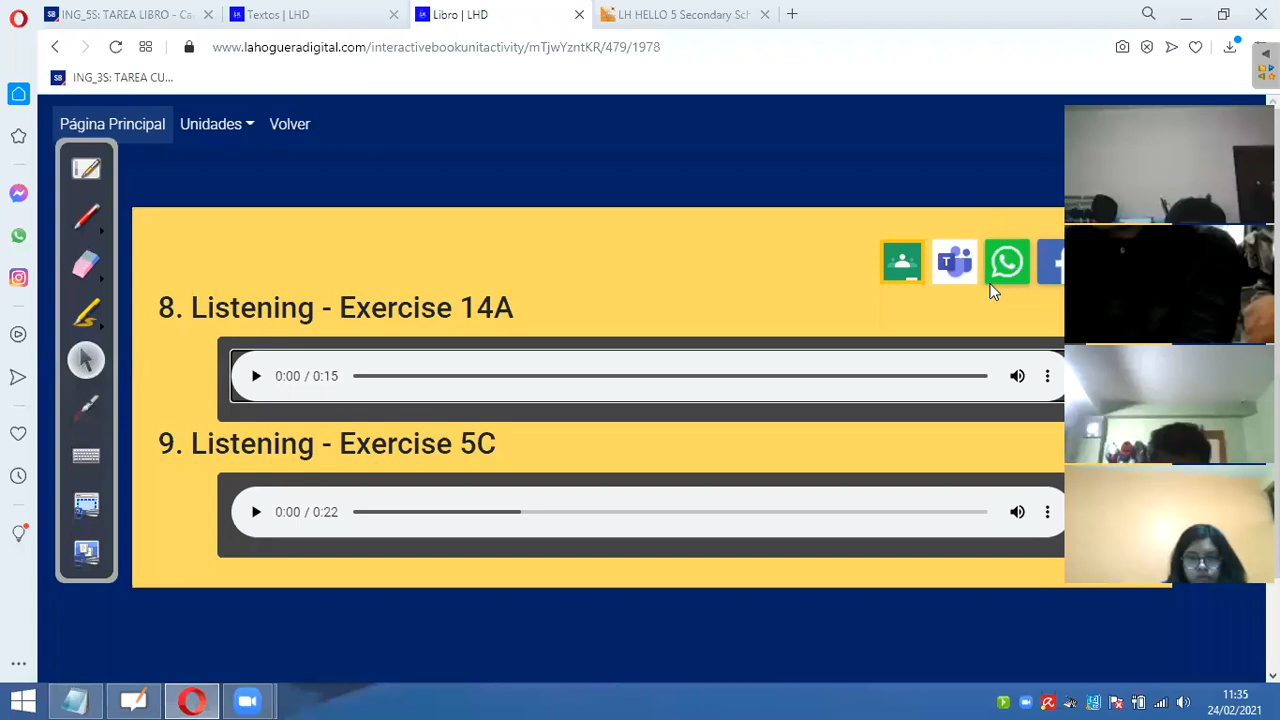 ING_5S: TAREA LIBRO - Ca
Textos | LHD
Libro | LHD
LH HELLO 5 Secondary Sch
www.lahogueradigital.com/interactivebookunitactivity/mTjwYzntKR/479/1978
SB ING_3S: TAREA CU...
Página Principal Unidades Volver
8. Listening - Exercise 14A
0:00 / 0:15
9. Listening - Exercise 5C
0:00 / 0:22
11:35
24/02/2021